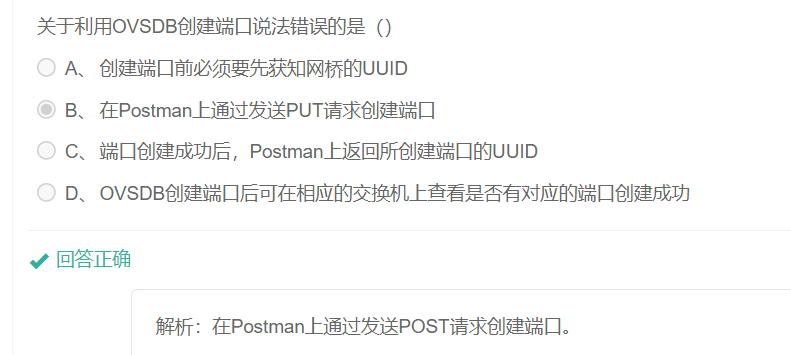 关于利用OVSDB创建端口说法错误的是（）
A、 创建端口前必须要先获知网桥的UUID
B、 在Postman上通过发送PUT请求创建端口
C、 端口创建成功后，Postman上返回所创建端口的UUID
D、 OVSDB创建端口后可在相应的交换机上查看是否有对应的端口创建成功
回答正确
解析：在Postman上通过发送POST请求创建端口。